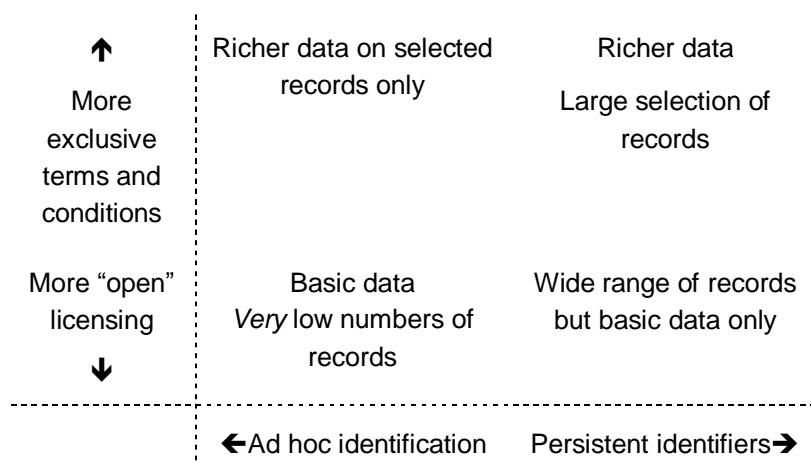 🡩
More
exclusive
terms and
conditions
Richer data on selected
records only
Richer data
Large selection of
records
More “open”
licensing
🡫
Basic data
Very low numbers of
records
Wide range of records
but basic data only
🡨Ad hoc identification
Persistent identifiers🡪